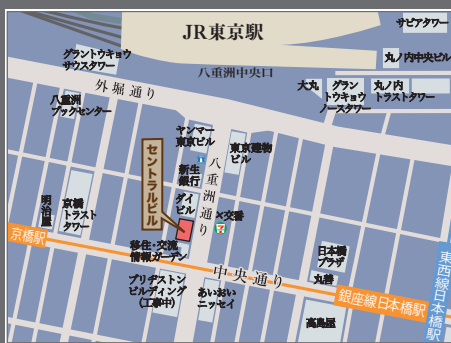 サピアタワー
JR東京駅
グラントウキョウ
サウスタワー
丸ノ内中央ビル
八重洲中央口
大丸
グラン
トウキョウ
ノースタワー
丸ノ内
トラストタワー
外堀通り
八重洲
ブックセンター
ヤンマー
東京ビル
東京建物
ビル
セントラルビル
新生
銀行
八重洲通り
ダイ
ビル
×交番
7
明治屋
京橋
トラスト
タワー
京橋駅
移住・交流
情報ガーデン
日本橋
プラザ
丸善
中央通り
ブリヂストン
ビルディング
(工事中)
あいおい
ニッセイ
銀座線日本橋駅
東西線日本橋駅
高島屋